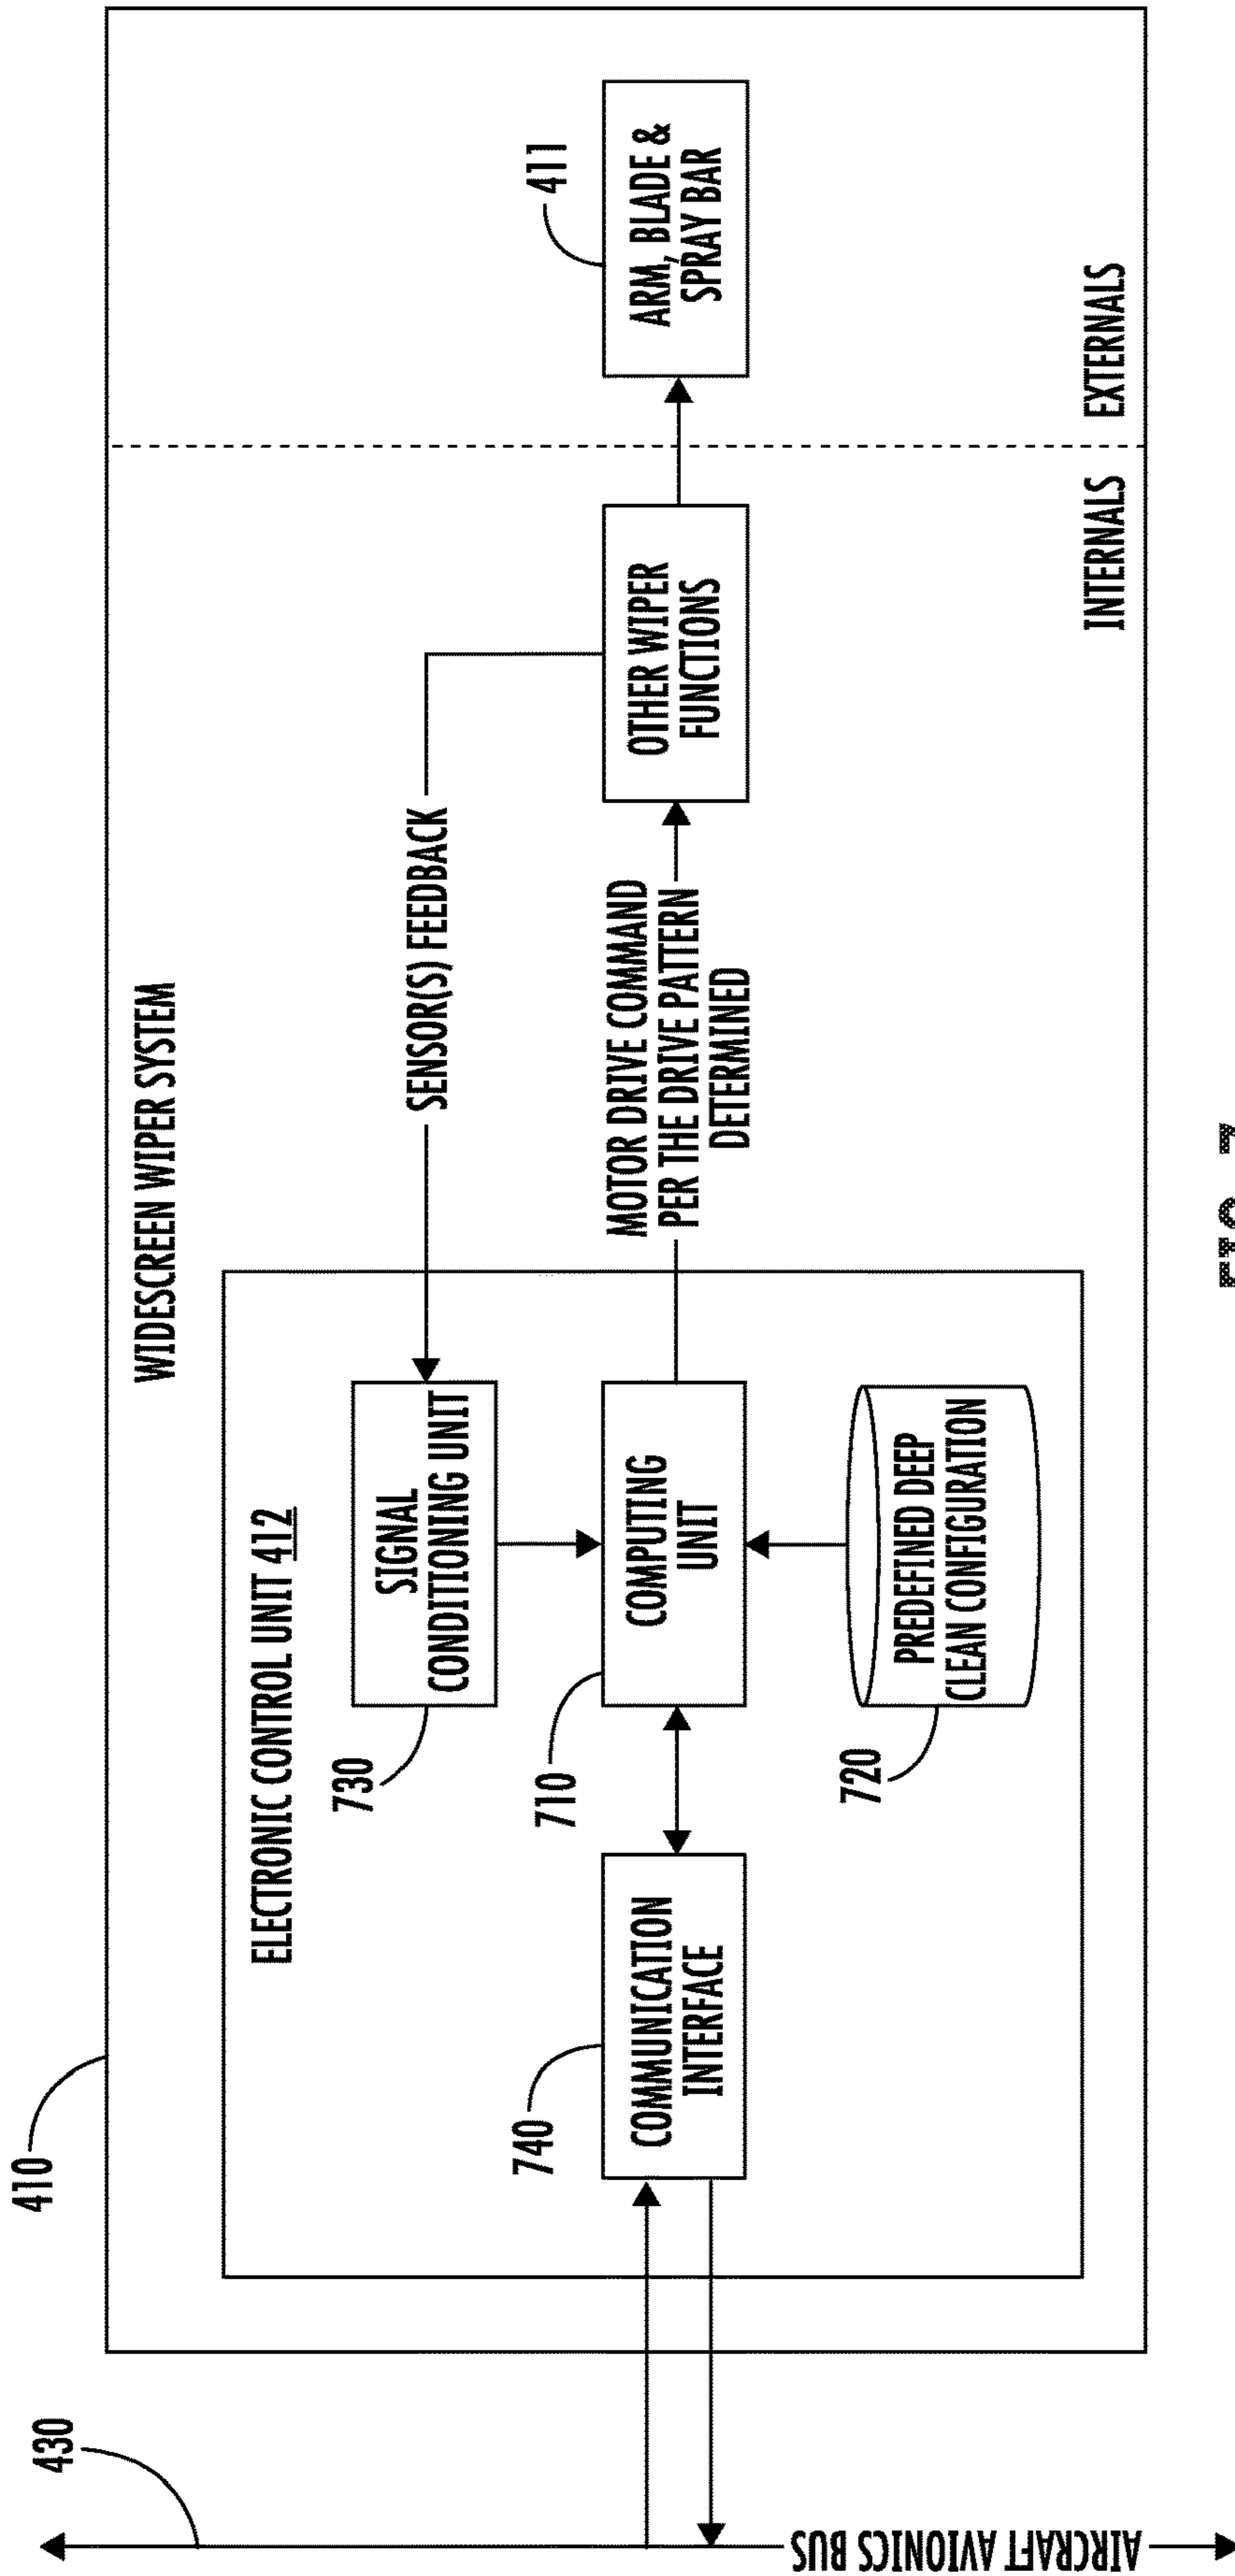 410
430
WIDESCREEN WIPER SYSTEM
ELECTRONIC CONTROL UNIT 412
730
SIGNAL
CONDITIONING UNIT
SENSOR(S) FEEDBACK
740
COMMUNICATION
INTERFACE
710
COMPUTING
UNIT
MOTOR DRIVE COMMAND
PER THE DRIVE PATTERN
DETERMINED
OTHER WIPER
FUNCTIONS
411
ARM, BLADE &
SPRAY BAR
720
PREDEFINED DEEP
CLEAN CONFIGURATION
INTERNALS
EXTERNALS
AIRCRAFT AVIONICS BUS